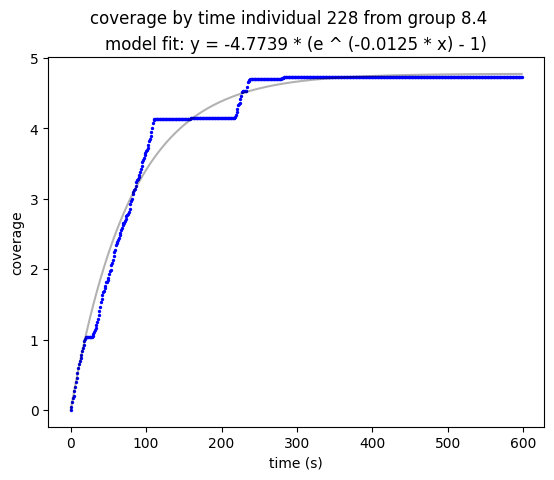 coverage by time individual 228 from group 8.4
model fit: y = -4.7739 * (e ^ (-0.0125 * x) - 1)
5
4
3
2
1
0
coverage
0 100 200 300 400 500 600
time (s)